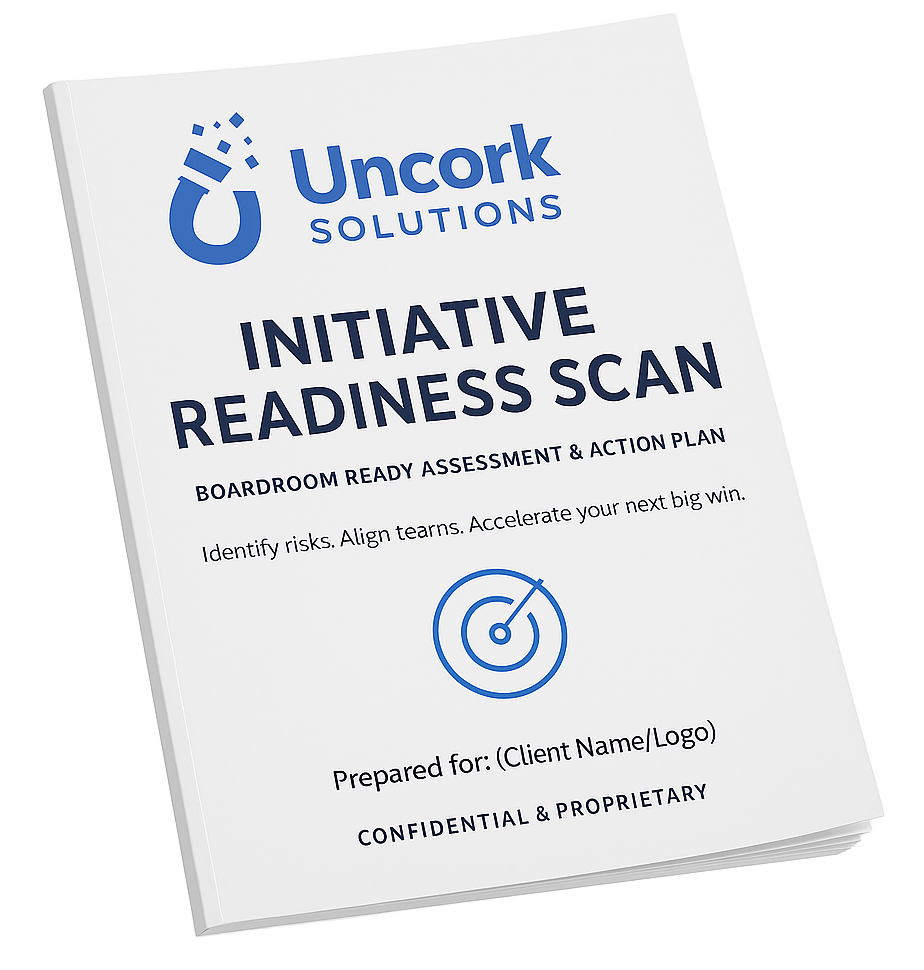 Uncork
SOLUTIONS
INITIATIVE
READINESS SCAN
BOARDROOM READY ASSESSMENT & ACTION PLAN
Identify risks. Align tearns. Accelerate your next big win.
Prepared for: (Client Name/Logo)
CONFIDENTIAL & PROPRIETARY